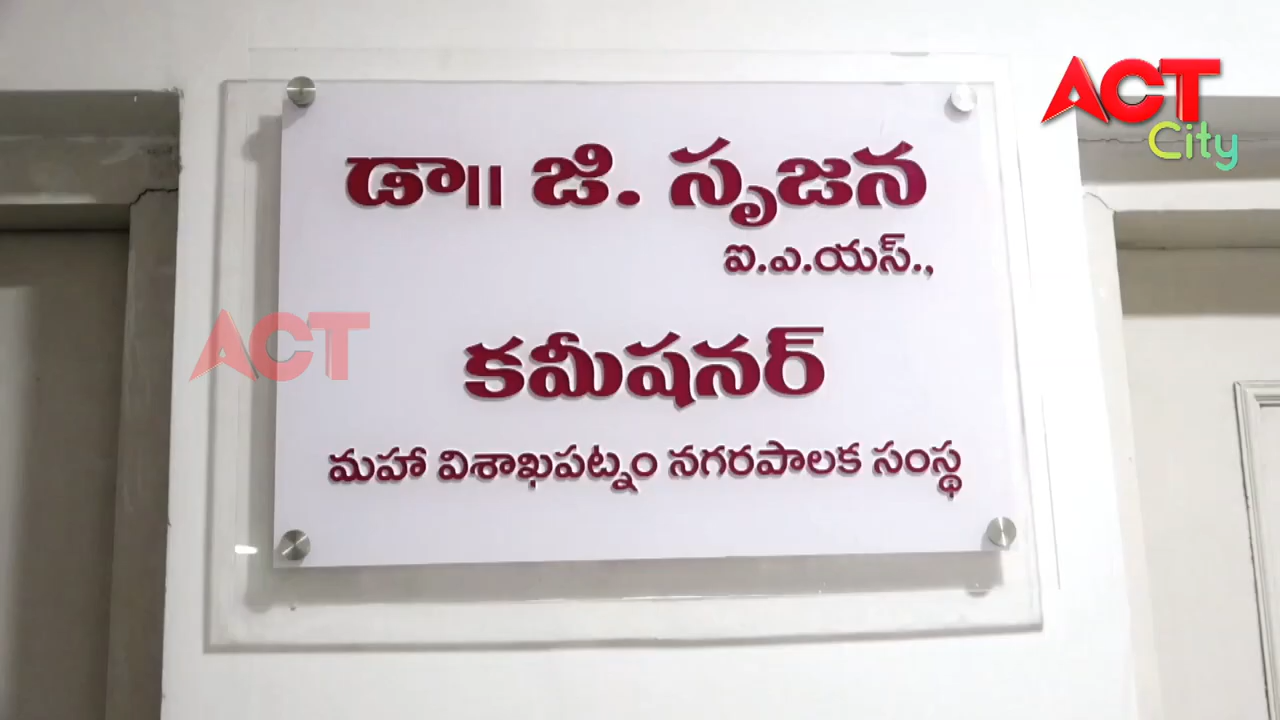 ACT
City
డా॥ జి. సృజన
ఐ.ఎ.యస్.,
ACT
కమీషనర్
మహా విశాఖపట్నం నగరపాలక సంస్థ